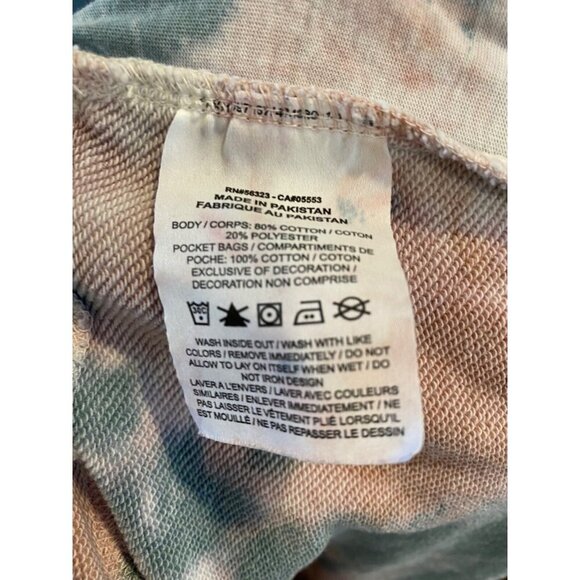 RN#56323 - CA#05553
MADE IN PAKISTAN
FABRIQUE AU PAKISTAN
BODY / CORPS: 80% COTTON / COTON
20% POLYESTER
POCKET BAGS / COMPARTIMENTS DE
POCHE: 100% COTTON / COTON
EXCLUSIVE OF DECORATION /
DECORATION NON COMPRISE
WASH INSIDE OUT / WASH WITH LIKE
COLORS / REMOVE IMMEDIATELY / DO NOT
ALLOW TO LAY ON ITSELF WHEN WET / DO
NOT IRON DESIGN
LAVER A L'ENVERS / LAVER AVEC COULEURS
SIMILAIRES / ENLEVER IMMEDIATEMENT / NE
PAS LAISSER LE VÊTEMENT PLIÉ LORSQU'IL
EST MOUILLÉ / NE PAS REPASSER LE DESSIN